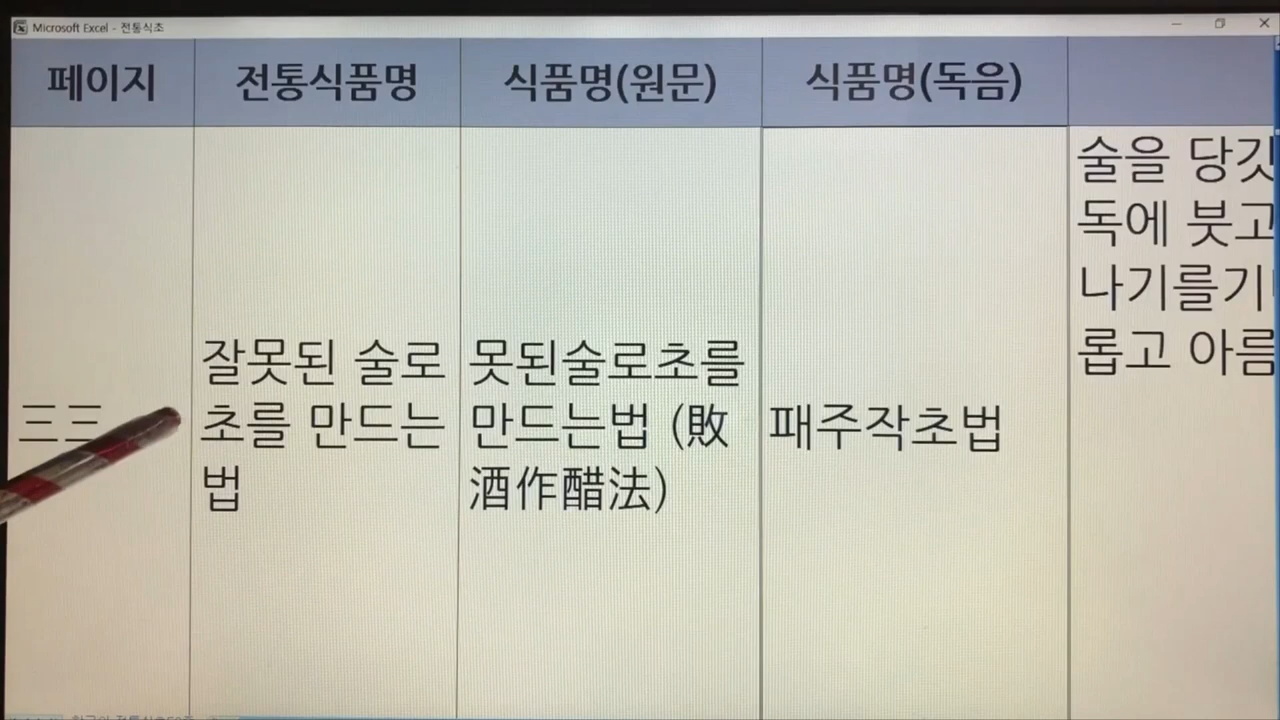 Microsoft Excel - 전통식초
페이지
전통식품명
식품명(원문)
식품명(독음)
三三
잘못된 술로
초를 만드는
법
못된술로초를
만드는법 (敗
酒作醋法)
패주작초법
술을 당깃
독에 붓고
나기를기
롭고 아름